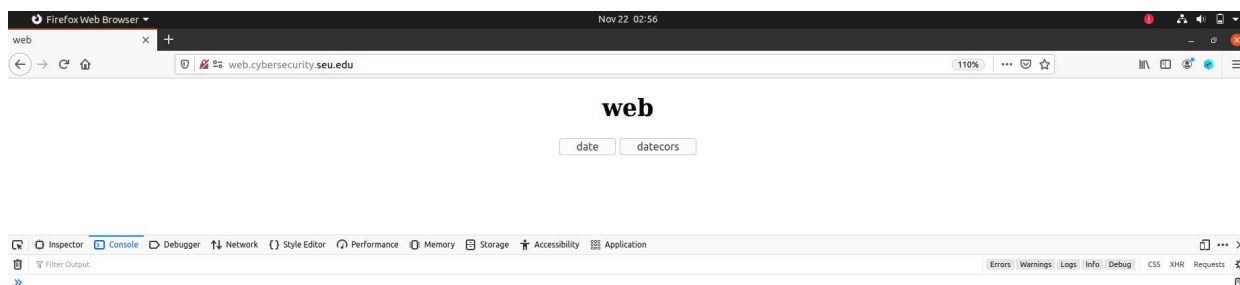 Firefox Web Browser Nov 22 02:56
web
web.cybersecurity.seu.edu 110%
web
date datecors
Inspector Console Debugger Network Style Editor Performance Memory Storage Accessibility Application
Filter Output Errors Warnings Logs Info Debug CSS XHR Requests